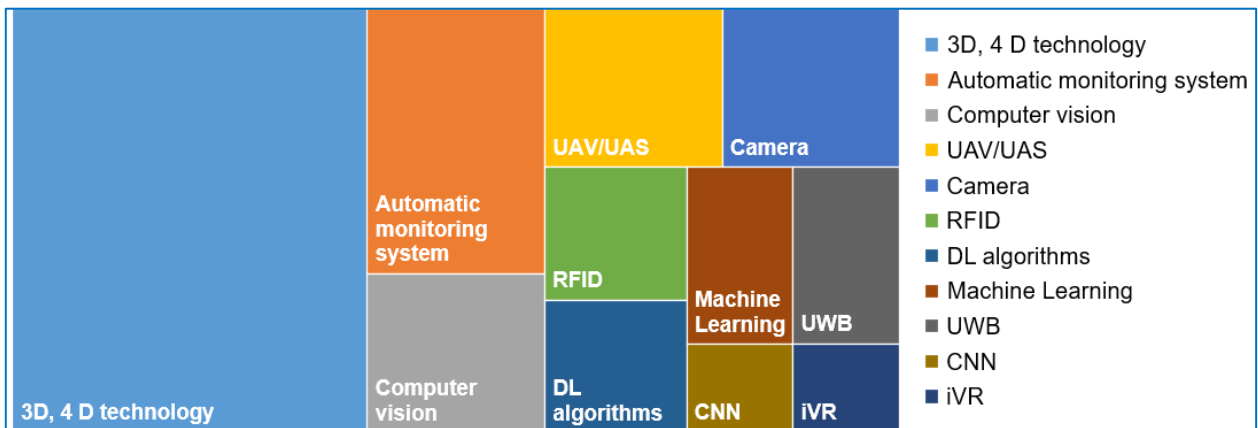 3D, 4 D technology
Automatic
monitoring
system
Computer
vision
UAV/UAS
Camera
RFID
DL
algorithms
Machine
Learning
UWB
CNN
iVR
3D, 4 D technology
Automatic monitoring system
Computer vision
UAV/UAS
Camera
RFID
DL algorithms
Machine Learning
UWB
CNN
iVR